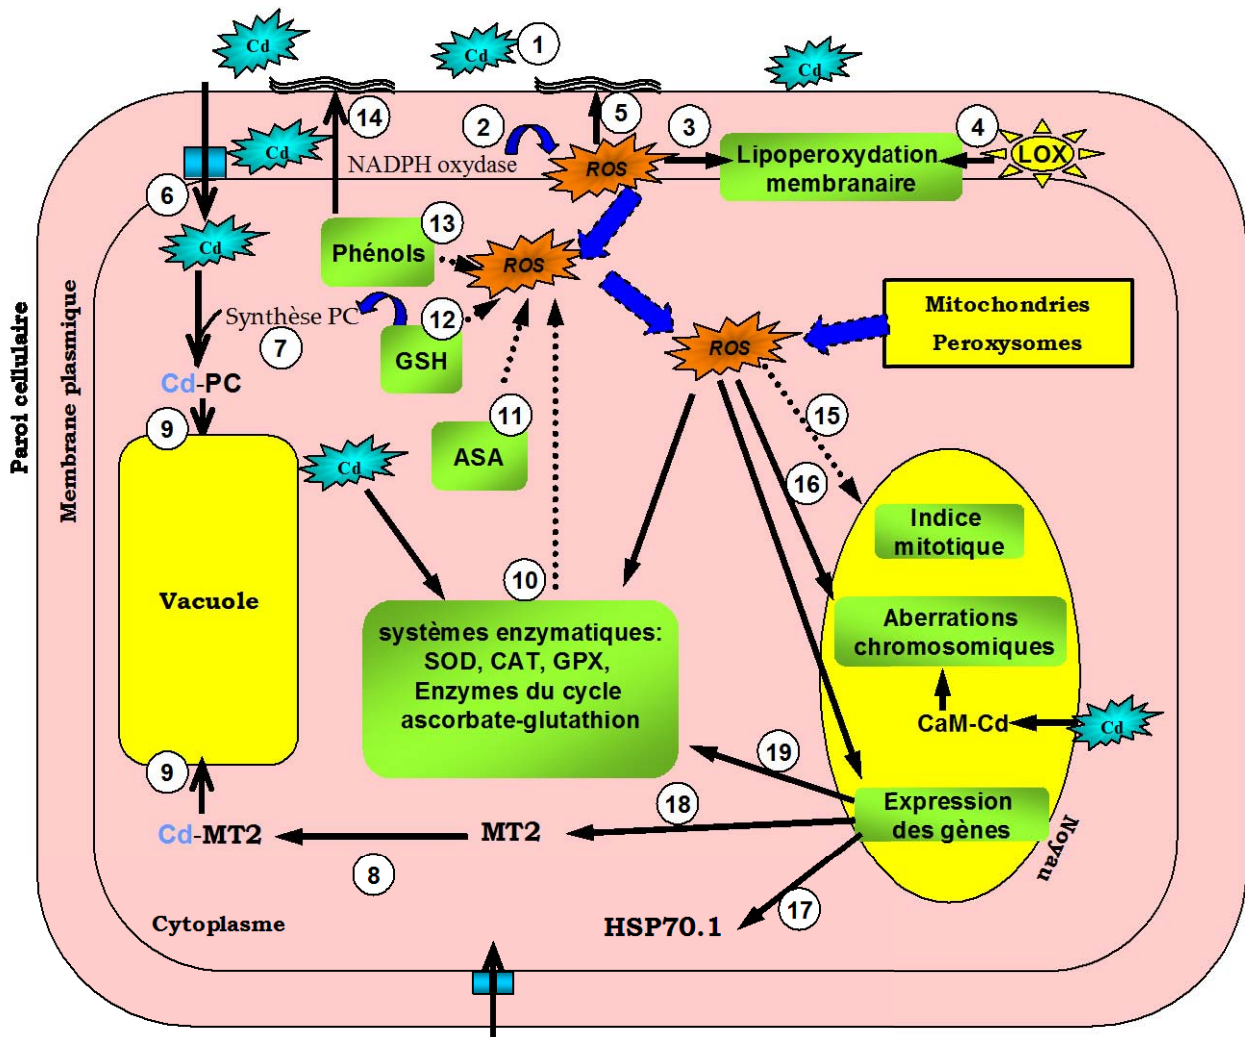 Cd
1
Cd
Cd
14
2
5
3
4
Cd
NADPH oxydase
ROS
Lipoperoxydation
membranaire
LOX
6
Cd
Phénols
13
ROS
Mitochondries
Peroxysomes
Synthèse PC
7
12
GSH
ROS
Cd-PC
11
15
9
ASA
Cd
16
Indice
mitotique
Paroi cellulaire
Membrane plasmique
Vacuole
10
systèmes enzymatiques:
SOD, CAT, GPX,
Enzymes du cycle
ascorbate-glutathion
Aberrations
chromosomiques
CaM-Cd
Cd
9
19
18
Expression
des gènes
Noyau
Cd-MT2
MT2
8
17
Cytoplasme
HSP70.1